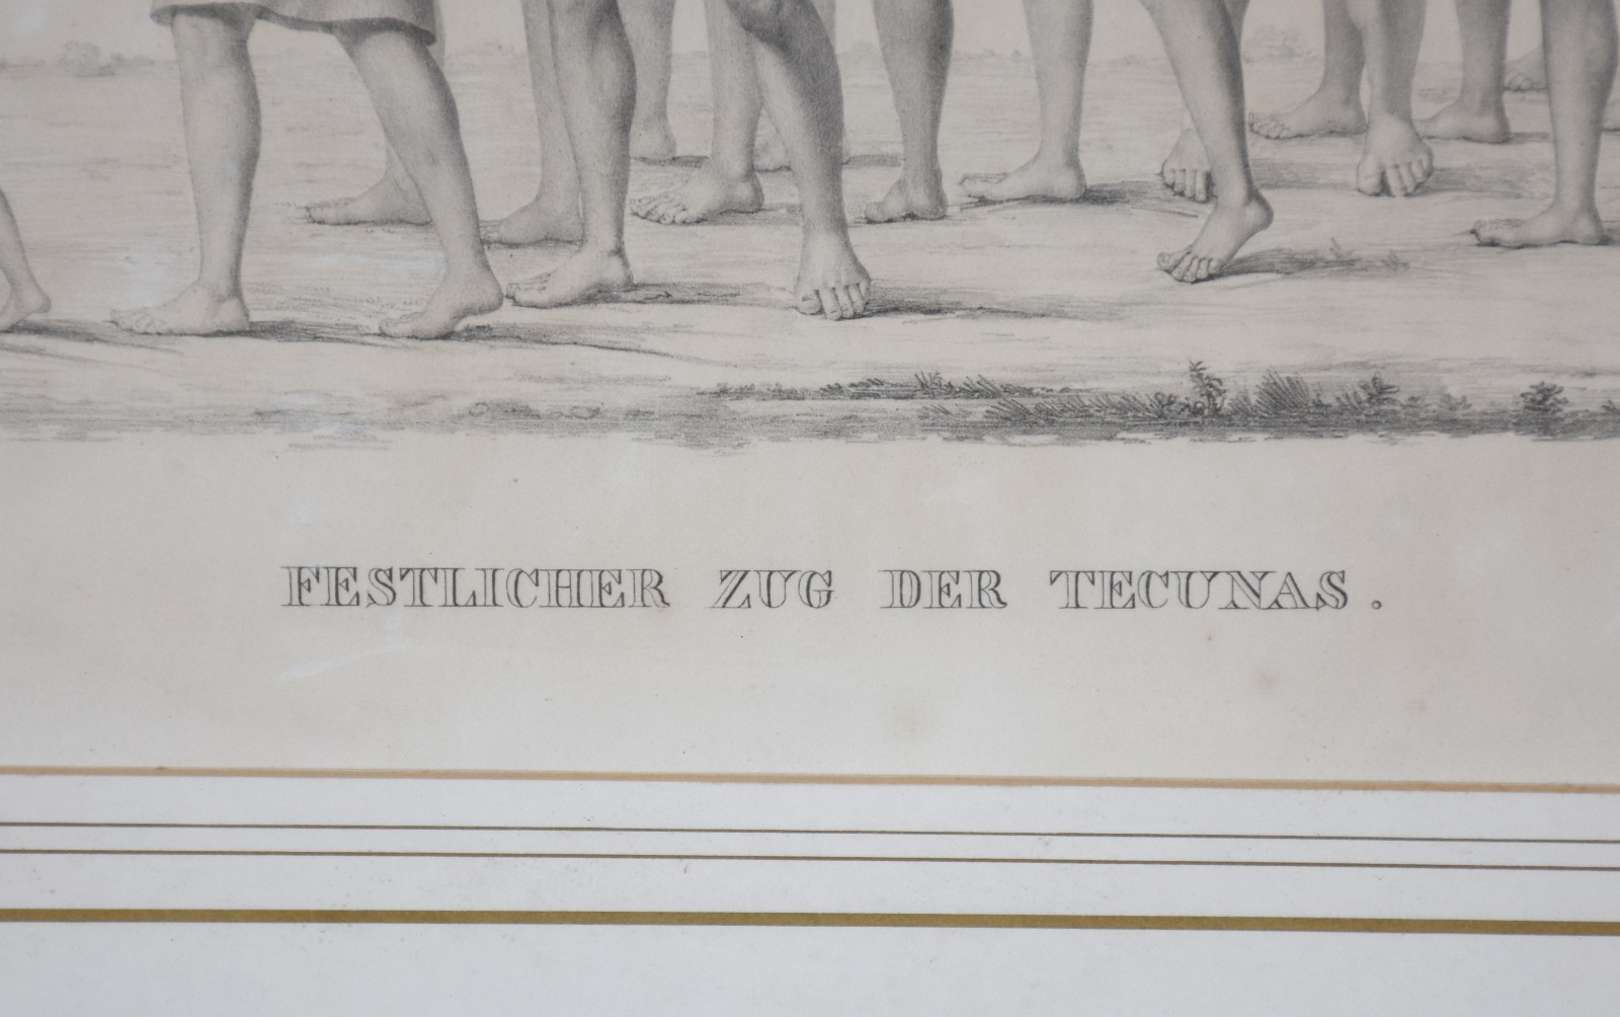 FESTLICHER ZUG DER TECUNAS.